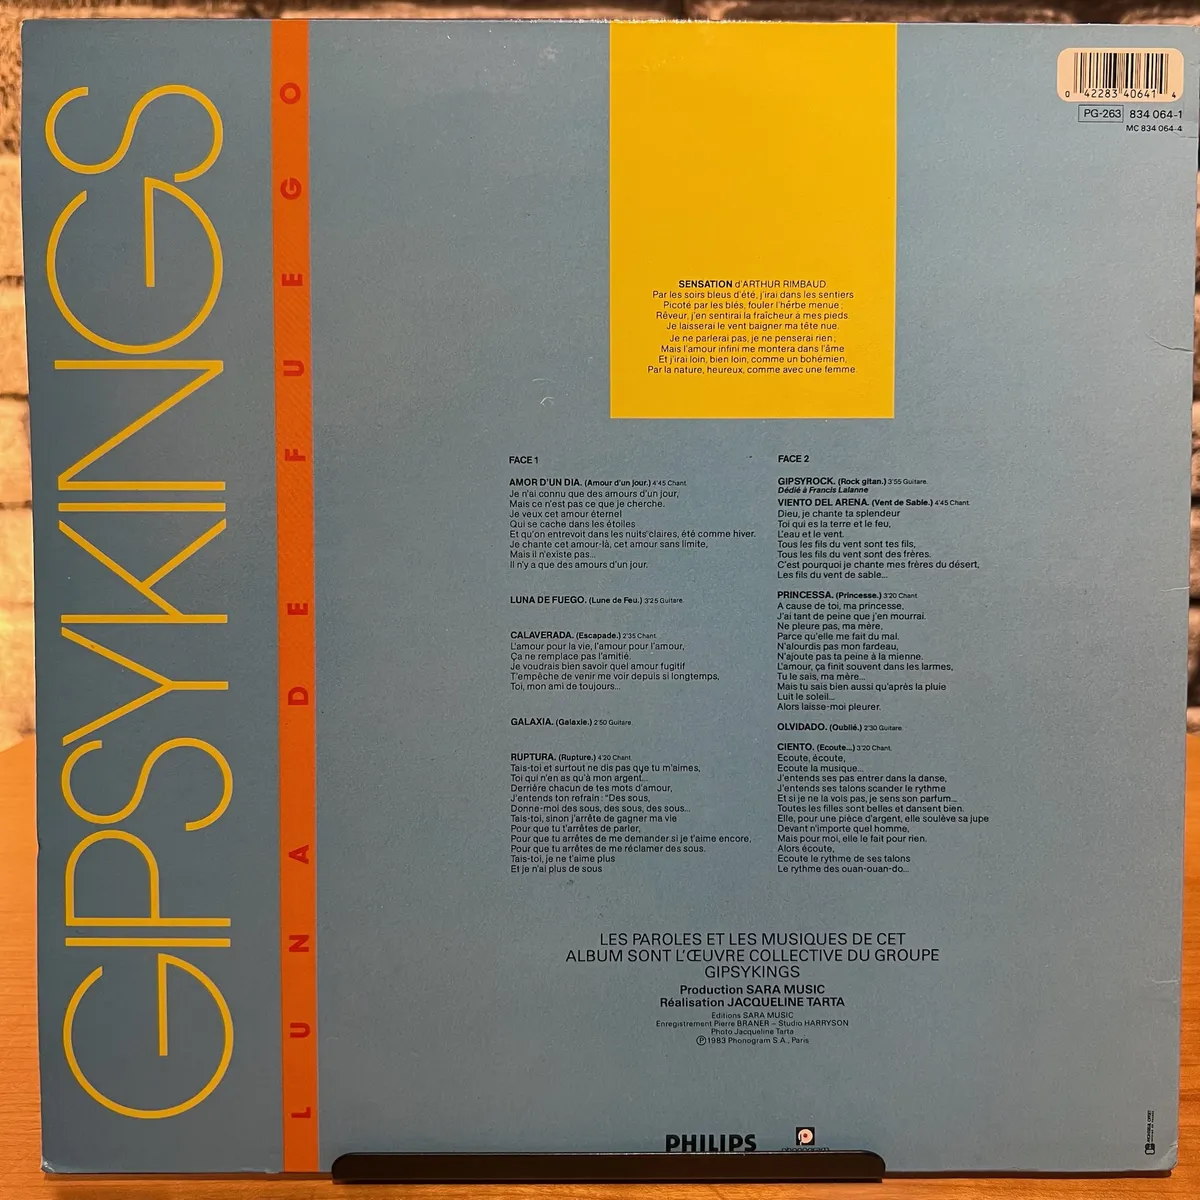 GIPSYKINGS
LUNA DE FUEGO
0 42283 40641 4
PG-263 834 064-1
MC 834 064-4
SENSATION d'ARTHUR RIMBAUD
Par les soirs bleus d'été, j'irai dans les sentiers
Picoté par les blés, fouler l'herbe menue;
Rêveur, j'en sentirai la fraîcheur à mes pieds.
Je laisserai le vent baigner ma tête nue.
Je ne parlerai pas, je ne penserai rien;
Mais l'amour infini me montera dans l'âme
Et j'irai loin, bien loin, comme un bohémien,
Par la nature, heureux, comme avec une femme.
FACE 1
AMOR D'UN DIA. (Amour d'un jour.) 4'45 Chant.
Je n'ai connu que des amours d'un jour,
Mais ce n'est pas ce que je cherche.
Je veux cet amour éternel
Qui se cache dans les étoiles
Et qu'on entrevoit dans les nuits claires, été comme hiver.
Je chante cet amour-là, cet amour sans limite,
Mais il n'existe pas...
Il n'y a que des amours d'un jour.
LUNA DE FUEGO. (Lune de Feu.) 3'25 Guitare.
CALAVERADA. (Escapade.) 2'35 Chant.
L'amour pour la vie, l'amour pour l'amour,
Ça ne remplace pas l'amitié.
Je voudrais bien savoir quel amour fugitif
T'empêche de venir me voir depuis si longtemps,
Toi, mon ami de toujours...
GALAXIA. (Galaxie.) 2'50 Guitare.
RUPTURA. (Rupture.) 4'20 Chant.
Tais-toi et surtout ne dis pas que tu m'aimes,
Toi qui n'en as qu'à mon argent...
Derrière chacun de tes mots d'amour,
J'entends ton refrain: "Des sous,
Donne-moi des sous, des sous, des sous...
Tais-toi, sinon j'arrête de gagner ma vie
Pour que tu t'arrêtes de parler,
Pour que tu arrêtes de me demander si je t'aime encore,
Pour que tu arrêtes de me réclamer des sous.
Tais-toi, je ne t'aime plus
Et je n'ai plus de sous
FACE 2
GIPSYROCK. (Rock gitan.) 3'55 Guitare.
Dédié à Francis Lalanne
VIENTO DEL ARENA. (Vent de Sable.) 4'45 Chant.
Dieu, je chante ta splendeur
Toi qui es la terre et le feu,
L'eau et le vent.
Tous les fils du vent sont tes fils,
Tous les fils du vent sont des frères.
C'est pourquoi je chante mes frères du désert,
Les fils du vent de sable...
PRINCESSA. (Princesse.) 3'20 Chant.
A cause de toi, ma princesse,
J'ai tant de peine que j'en mourrai.
Ne pleure pas, ma mère,
Parce qu'elle me fait du mal.
N'alourdis pas mon fardeau,
N'ajoute pas ta peine à la mienne.
L'amour, ça finit souvent dans les larmes,
Tu le sais, ma mère...
Mais tu sais bien aussi qu'après la pluie
Luit le soleil...
Alors laisse-moi pleurer.
OLVIDADO. (Oublié.) 2'30 Guitare.
CIENTO. (Ecoute...) 3'20 Chant.
Ecoute, écoute,
Ecoute la musique...
J'entends ses pas entrer dans la danse,
J'entends ses talons scander le rythme
Et si je ne la vois pas, je sens son parfum...
Toutes les filles sont belles et dansent bien.
Elle, pour une pièce d'argent, elle soulève sa jupe
Devant n'importe quel homme,
Mais pour moi, elle le fait pour rien.
Alors écoute,
Ecoute le rythme de ses talons
Le rythme des ouan-ouan-do...
LES PAROLES ET LES MUSIQUES DE CET
ALBUM SONT L'ŒUVRE COLLECTIVE DU GROUPE
GIPSYKINGS
Production SARA MUSIC
Réalisation JACQUELINE TARTA
Editions SARA MUSIC
Enregistrement Pierre BRANER – Studio HARRYSON
Photo Jacqueline Tarta
Ⓟ 1983 Phonogram S.A., Paris
PHILIPS
phonogram